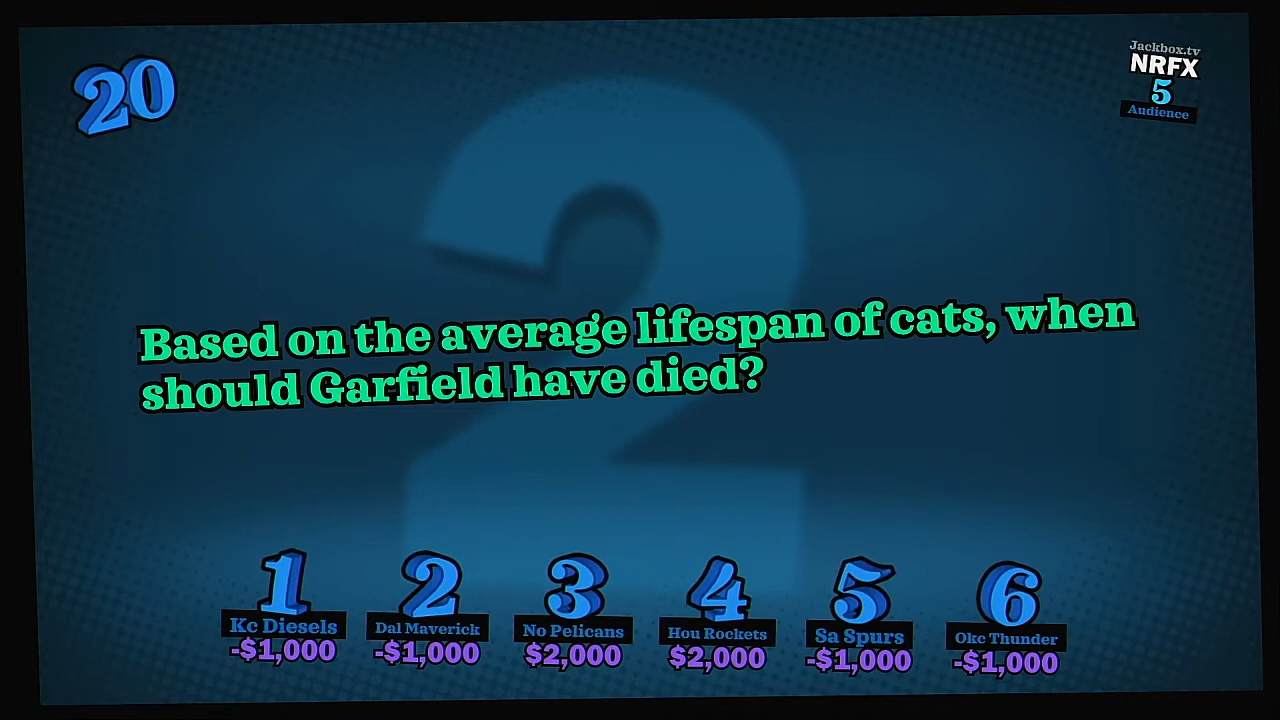 20
Jackbox.tv
NRFX
5
Audience
2
Based on the average lifespan of cats, when
should Garfield have died?
1 2 3 4 5 6
Kc Diesels Dal Maverick No Pelicans Hou Rockets Sa Spurs Okc Thunder
-$1,000 -$1,000 $2,000 $2,000 -$1,000 -$1,000